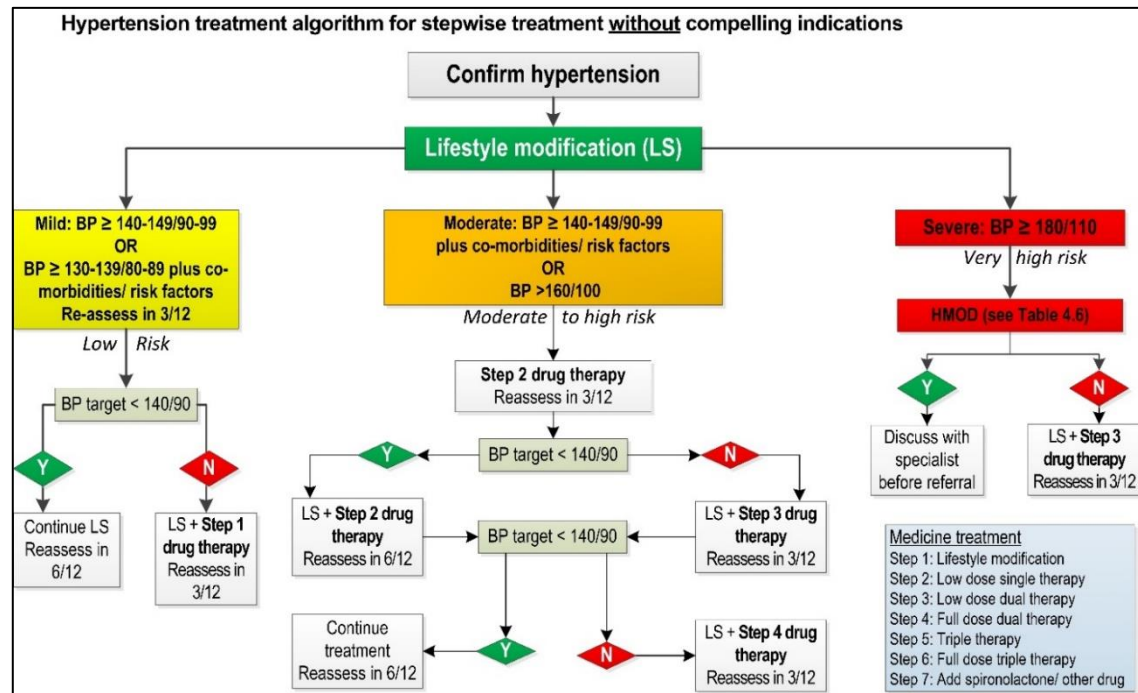 Hypertension treatment algorithm for stepwise treatment without compelling indications
Confirm hypertension
Lifestyle modification (LS)
Mild: BP ≥ 140-149/90-99
OR
BP ≥ 130-139/80-89 plus co-
morbidities/ risk factors
Re-assess in 3/12
Low Risk
BP target < 140/90
Y
N
Continue LS
Reassess in
6/12
LS + Step 1
drug therapy
Reassess in
3/12
Moderate: BP ≥ 140-149/90-99
plus co-morbidities/ risk factors
OR
BP >160/100
Moderate to high risk
Step 2 drug therapy
Reassess in 3/12
BP target < 140/90
Y
N
LS + Step 2 drug
therapy
Reassess in 6/12
BP target < 140/90
LS + Step 3 drug
therapy
Reassess in 3/12
Continue
treatment
Reassess in 6/12
Y
N
LS + Step 4 drug
therapy
Reassess in 3/12
Severe: BP ≥ 180/110
Very high risk
HMOD (see Table 4.6)
Y
N
Discuss with
specialist
before referral
LS + Step 3
drug therapy
Reassess in 3/12
Medicine treatment
Step 1: Lifestyle modification
Step 2: Low dose single therapy
Step 3: Low dose dual therapy
Step 4: Full dose dual therapy
Step 5: Triple therapy
Step 6: Full dose triple therapy
Step 7: Add spironolactone/ other drug